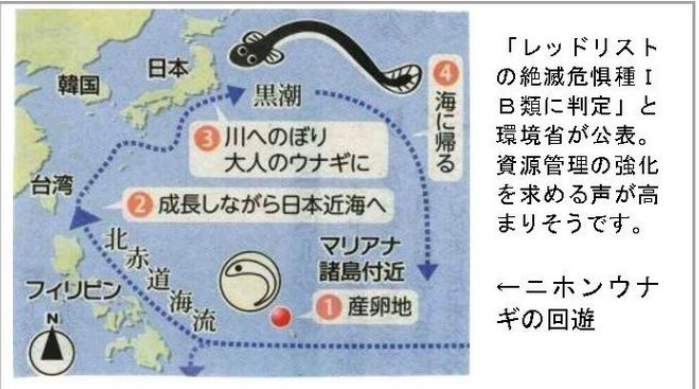 韓国
日本
黒潮
④
海に帰る
③川へのぼり
大人のウナギに
台湾
②成長しながら日本近海へ
北赤道海流
マリアナ
諸島付近
フィリピン
①産卵地
N
「レッドリスト
の絶滅危惧種Ⅰ
B類に判定」と
環境省が公表。
資源管理の強化
を求める声が高
まりそうです。
←ニホンウナ
ギの回遊